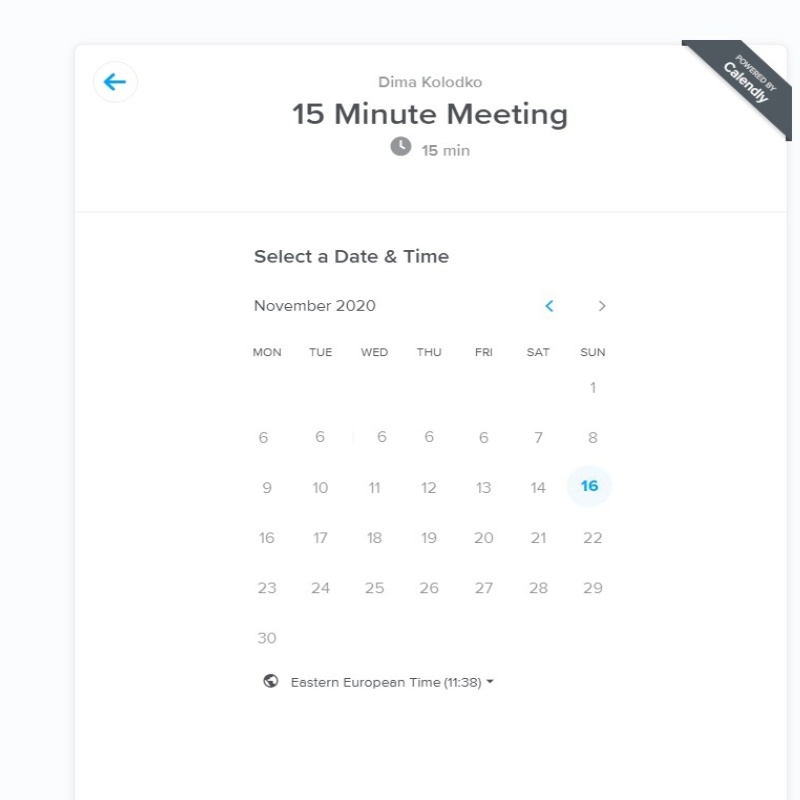 POWERED BY
Calendly
Dima Kolodko
15 Minute Meeting
15 min
Select a Date & Time
November 2020
MON TUE WED THU FRI SAT SUN
1
6 6 6 6 6 7 8
9 10 11 12 13 14 16
16 17 18 19 20 21 22
23 24 25 26 27 28 29
30
Eastern European Time (11:38)